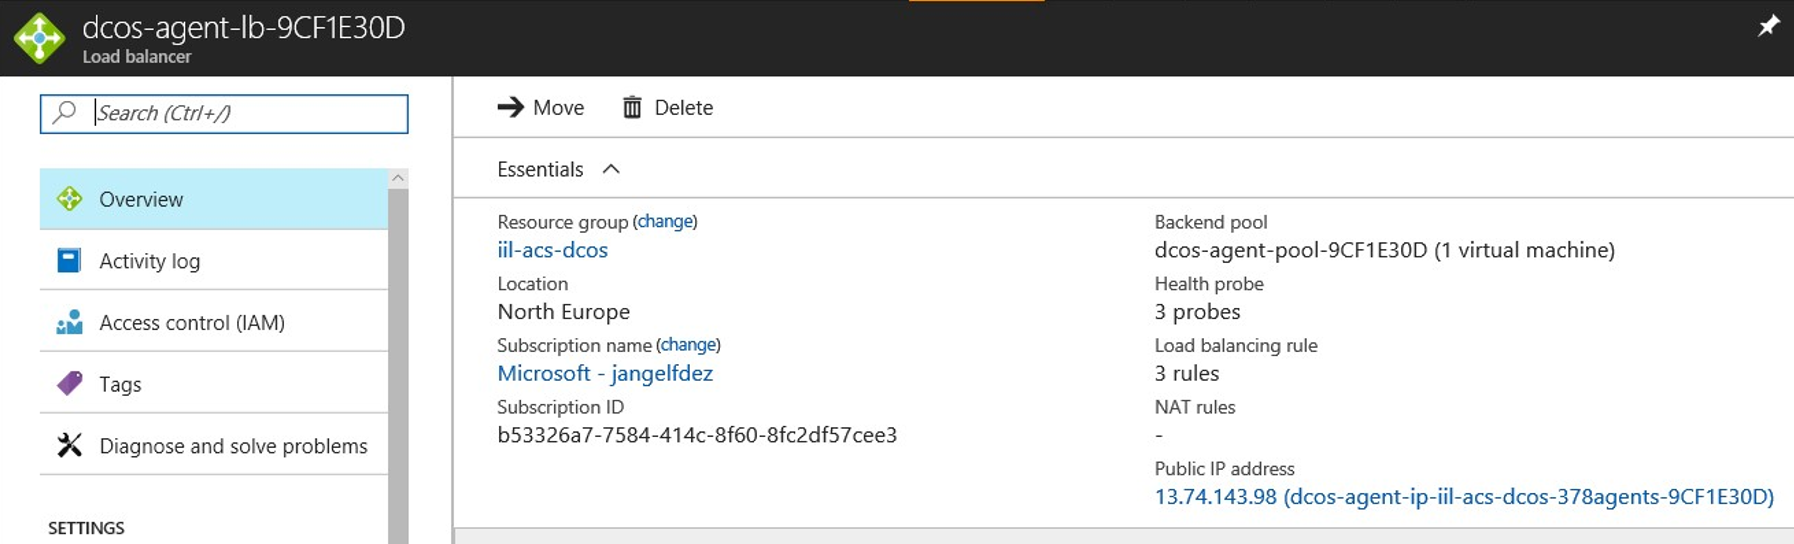 dcos-agent-lb-9CF1E30D
Load balancer
Search (Ctrl+/)
Overview
Activity log
Access control (IAM)
Tags
Diagnose and solve problems
SETTINGS
Move
Delete
Essentials
Resource group (change)
iil-acs-dcos
Location
North Europe
Subscription name (change)
Microsoft - jangelfdez
Subscription ID
b53326a7-7584-414c-8f60-8fc2df57cee3
Backend pool
dcos-agent-pool-9CF1E30D (1 virtual machine)
Health probe
3 probes
Load balancing rule
3 rules
NAT rules
-
Public IP address
13.74.143.98 (dcos-agent-ip-iil-acs-dcos-378agents-9CF1E30D)